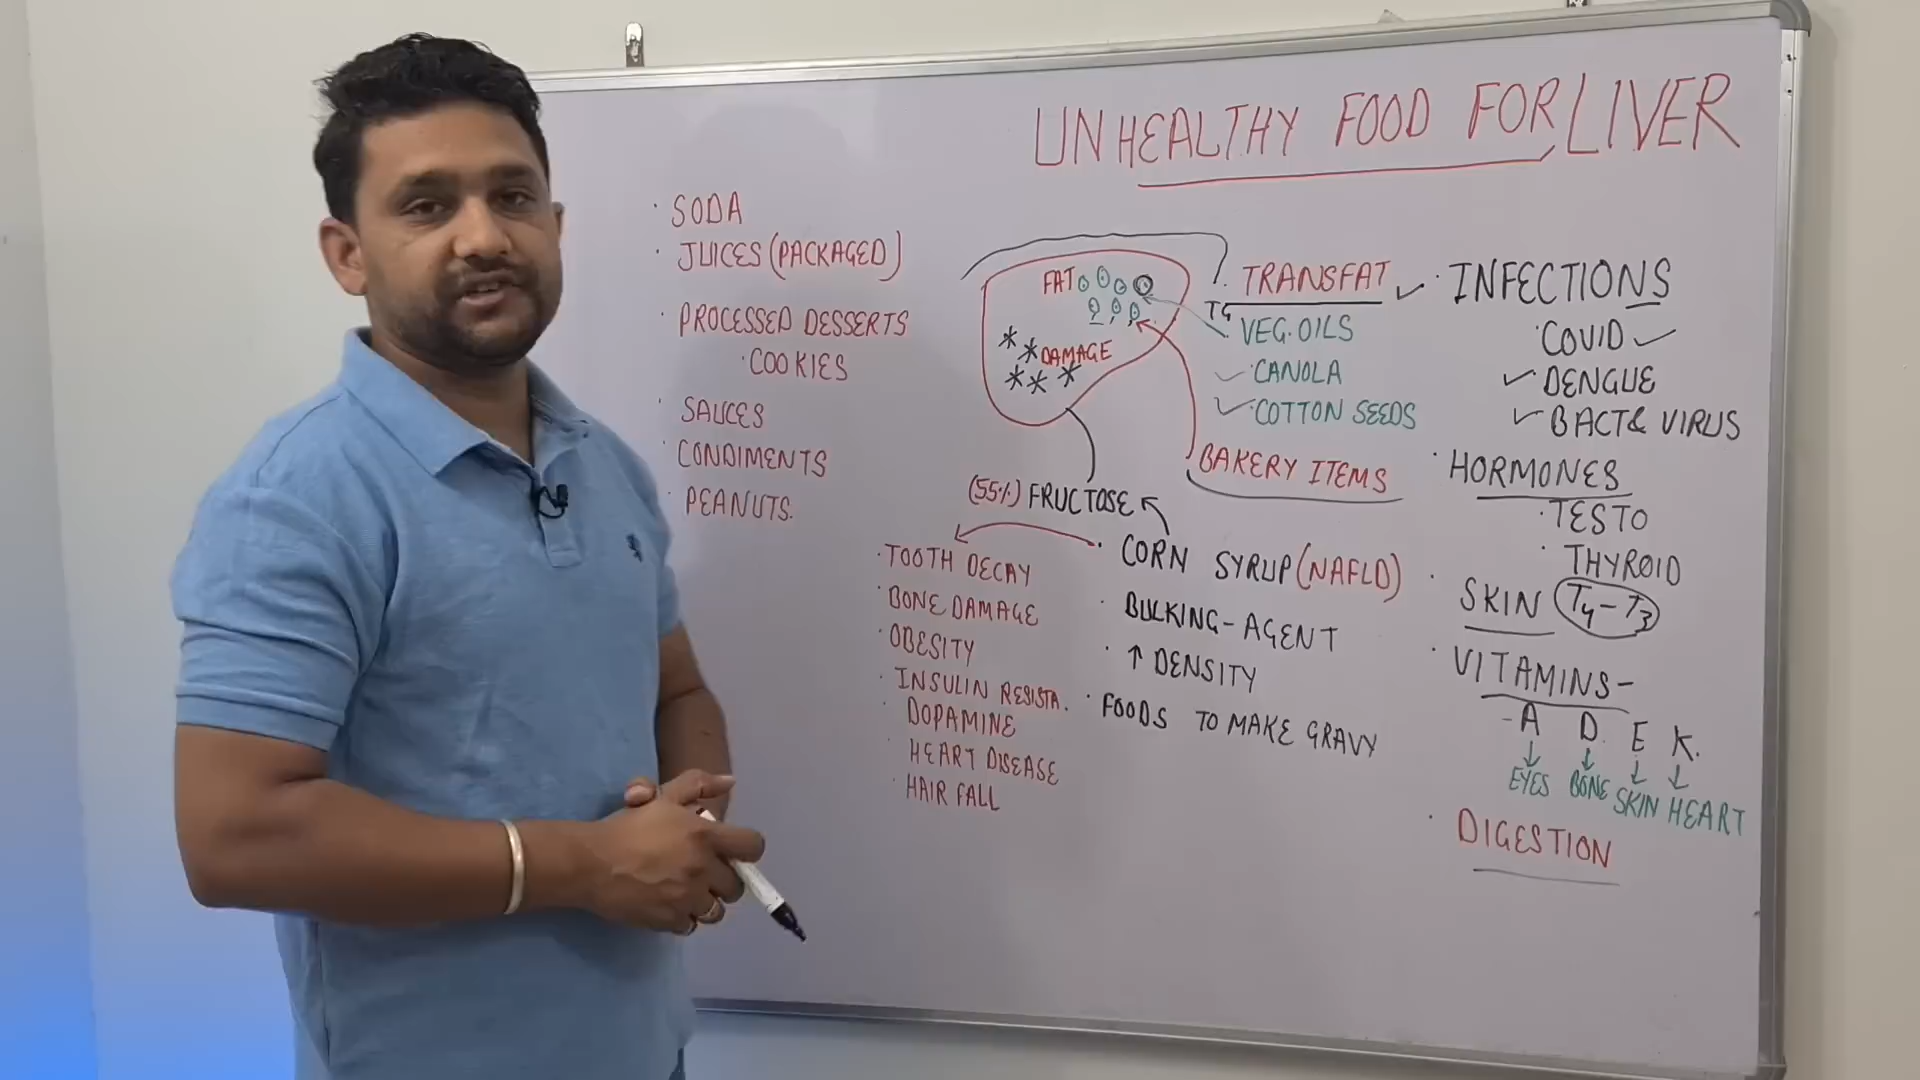 UNHEALTHY FOOD FOR LIVER
· SODA
· JUICES (PACKAGED)
· PROCESSED DESSERTS
· COOKIES
· SAUCES
· CONDIMENTS
· PEANUTS.
FAT
DAMAGE
TG
TRANSFAT ✓
VEG. OILS
✓ CANOLA
✓ COTTON SEEDS
BAKERY ITEMS
(55%) FRUCTOSE
· CORN SYRUP (NAFLD)
· BULKING-AGENT
· ↑ DENSITY
· FOODS TO MAKE GRAVY
· TOOTH DECAY
· BONE DAMAGE
· OBESITY
· INSULIN RESISTA.
· DOPAMINE
· HEART DISEASE
· HAIR FALL
· INFECTIONS
· COVID ✓
✓ DENGUE
✓ BACT & VIRUS
· HORMONES
· TESTO
· THYROID
· SKIN T4-T3
· VITAMINS-
- A D. E K.
EYES BONE SKIN HEART
· DIGESTION